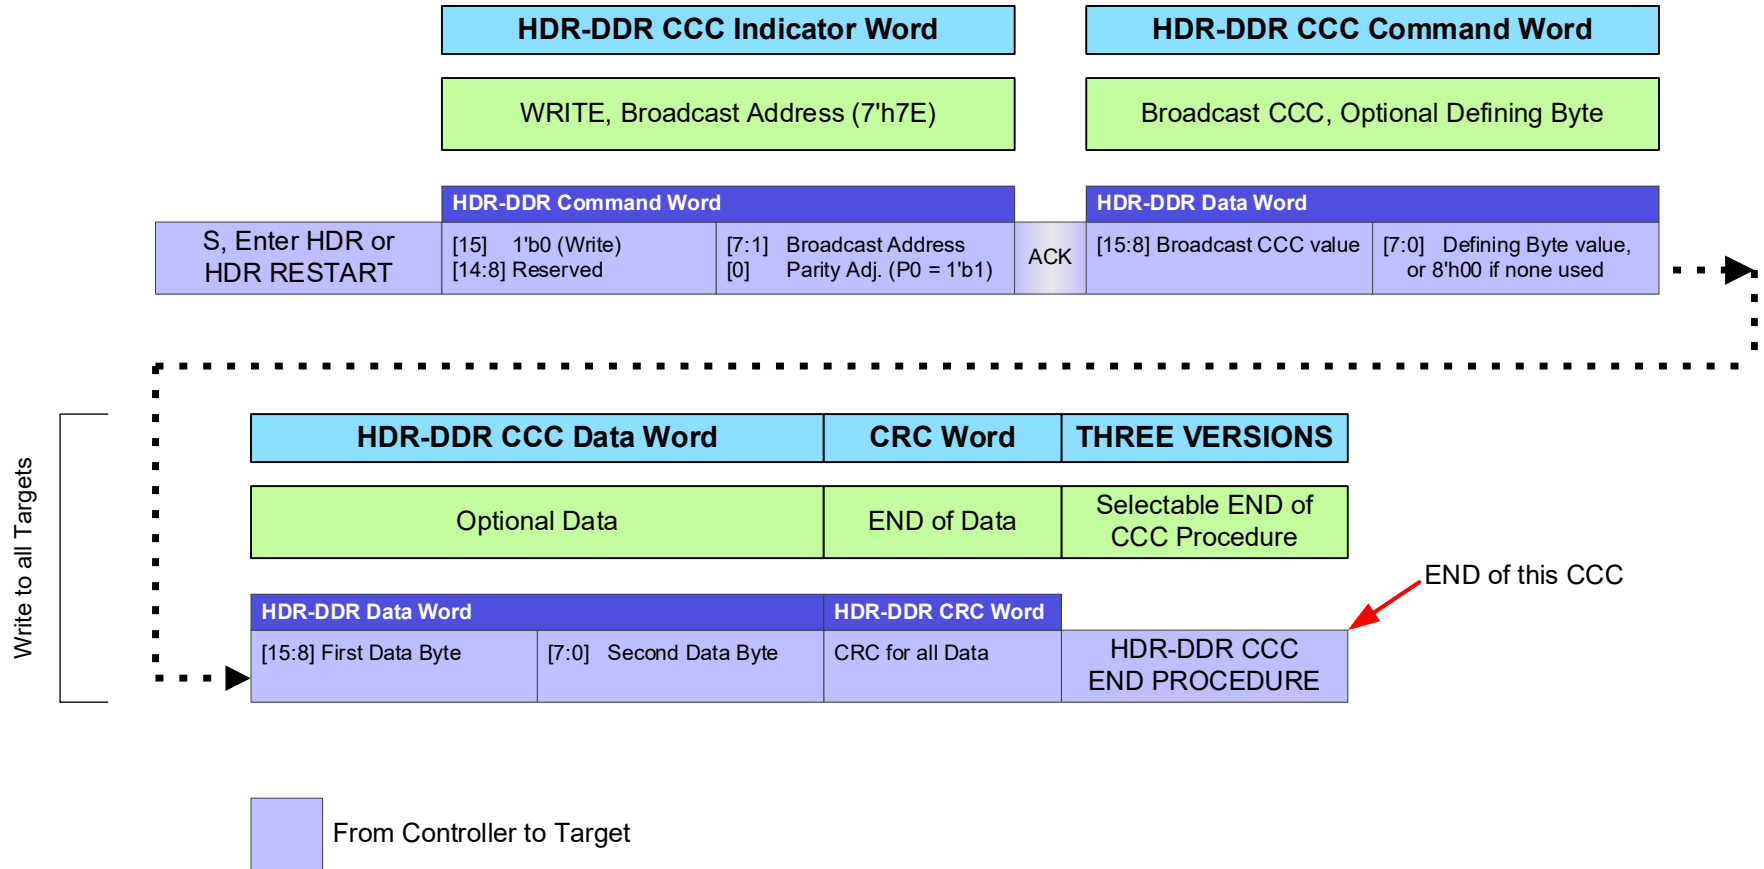 HDR-DDR CCC Indicator Word
HDR-DDR CCC Command Word
WRITE, Broadcast Address (7'h7E)
Broadcast CCC, Optional Defining Byte
HDR-DDR Command Word
HDR-DDR Data Word
S, Enter HDR or
HDR RESTART
[15] 1'b0 (Write)
[14:8] Reserved
[7:1] Broadcast Address
[0] Parity Adj. (P0 = 1'b1)
ACK
[15:8] Broadcast CCC value
[7:0] Defining Byte value,
or 8'h00 if none used
Write to all Targets
HDR-DDR CCC Data Word
CRC Word
THREE VERSIONS
Optional Data
END of Data
Selectable END of
CCC Procedure
END of this CCC
HDR-DDR Data Word
HDR-DDR CRC Word
[15:8] First Data Byte
[7:0] Second Data Byte
CRC for all Data
HDR-DDR CCC
END PROCEDURE
From Controller to Target